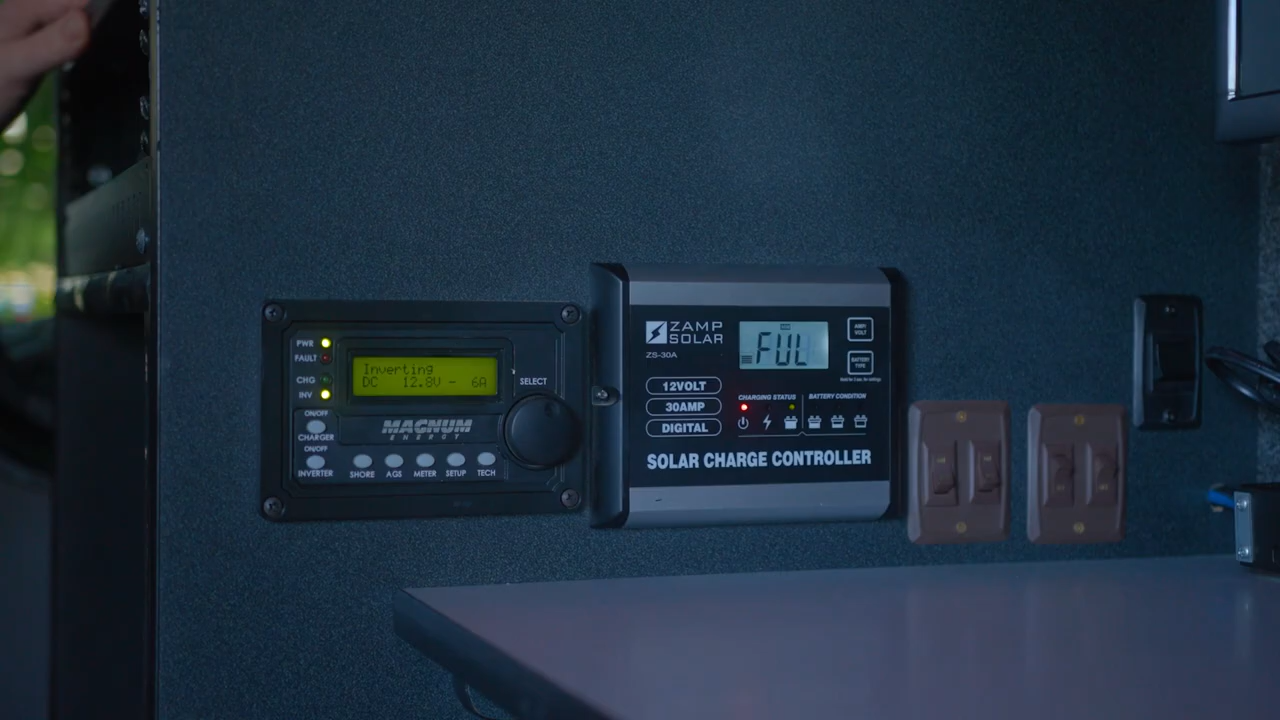 PWR
FAULT
CHG
INV
ON/OFF
CHARGER
ON/OFF
INVERTER
Inverting
DC 12.8V - 6A
SELECT
MAGNUM
ENERGY
SHORE
AGS
METER
SETUP
TECH
ZAMP
SOLAR
ZS-30A
FUL
AMP/
VOLT
BATTERY
TYPE
12VOLT
30AMP
DIGITAL
CHARGING STATUS
BATTERY CONDITION
SOLAR CHARGE CONTROLLER